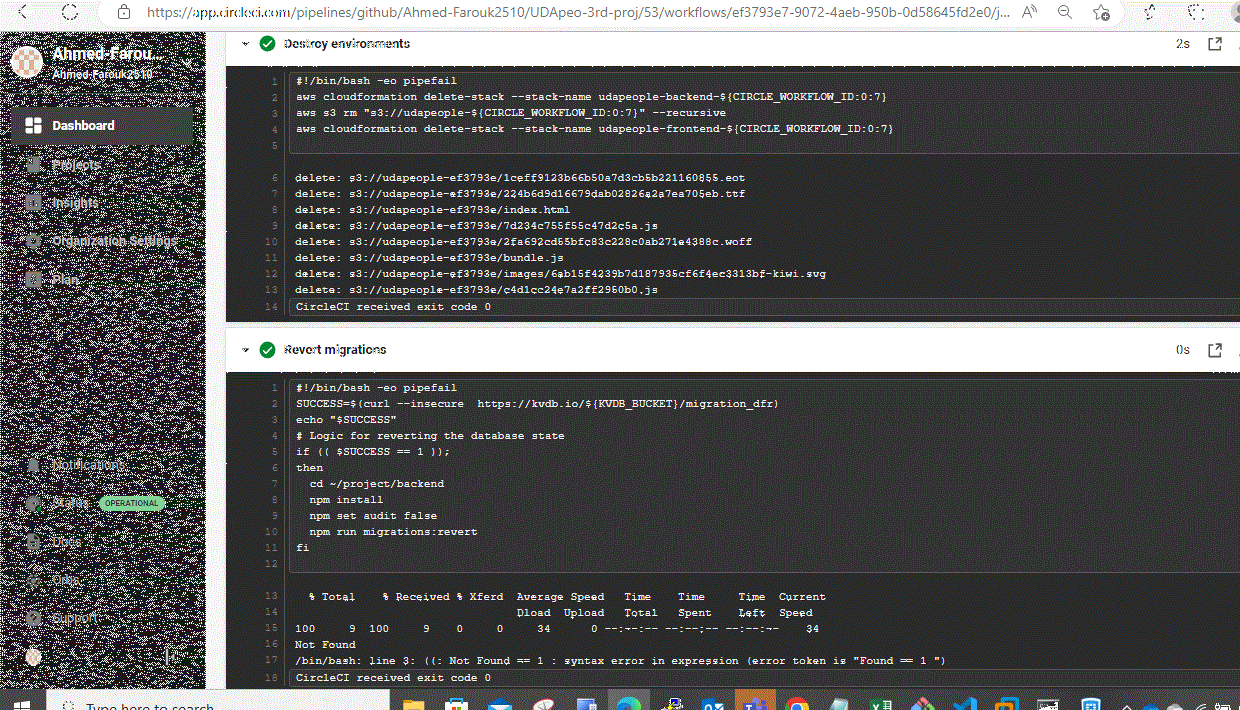 https://app.circleci.com/pipelines/github/Ahmed-Farouk2510/UDApeo-3rd-proj/53/workflows/ef3793e7-9072-4aeb-950b-0d58645fd2e0/j...
Ahmed-Farou...
Ahmed-Farouk2510
Dashboard
Projects
Insights
Organization Settings
Plan
Notifications
Status OPERATIONAL
Docs
Orbs
Support
Destroy environments
2s
1 #!/bin/bash -eo pipefail
2 aws cloudformation delete-stack --stack-name udapeople-backend-${CIRCLE_WORKFLOW_ID:0:7}
3 aws s3 rm "s3://udapeople-${CIRCLE_WORKFLOW_ID:0:7}" --recursive
4 aws cloudformation delete-stack --stack-name udapeople-frontend-${CIRCLE_WORKFLOW_ID:0:7}
5
6 delete: s3://udapeople-ef3793e/1ceff9123b66b50a7d3cb5b221160855.eot
7 delete: s3://udapeople-ef3793e/224b6d9d16679dab02826a2a7ea705eb.ttf
8 delete: s3://udapeople-ef3793e/index.html
9 delete: s3://udapeople-ef3793e/7d234c755f55c47d2c5a.js
10 delete: s3://udapeople-ef3793e/2fa692cd55bfc83c228c0ab271e4388c.woff
11 delete: s3://udapeople-ef3793e/bundle.js
12 delete: s3://udapeople-ef3793e/images/6ab15f4239b7d187935cf6f4ec3313bf-kiwi.svg
13 delete: s3://udapeople-ef3793e/c4d1cc24e7a2ff2950b0.js
14 CircleCI received exit code 0
Revert migrations
0s
1 #!/bin/bash -eo pipefail
2 SUCCESS=$(curl --insecure  https://kvdb.io/${KVDB_BUCKET}/migration_dfr)
3 echo "$SUCCESS"
4 # Logic for reverting the database state
5 if (( $SUCCESS == 1 ));
6 then
7 cd ~/project/backend
8 npm install
9 npm set audit false
10 npm run migrations:revert
11 fi
12
13 % Total % Received % Xferd Average Speed Time Time Time Current
14 Dload Upload Total Spent Left Speed
15 100 9 100 9 0 0 34 0 --:--:-- --:--:-- --:--:-- 34
16 Not Found
17 /bin/bash: line 3: ((: Not Found == 1 : syntax error in expression (error token is "Found == 1 ")
18 CircleCI received exit code 0
Type here to search